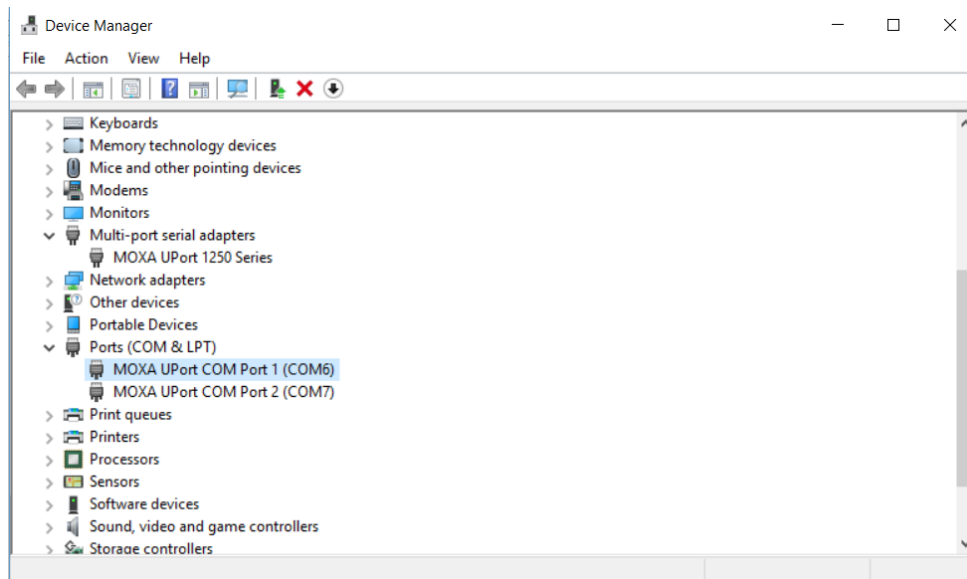 Device Manager
File Action View Help
Keyboards
Memory technology devices
Mice and other pointing devices
Modems
Monitors
Multi-port serial adapters
MOXA UPort 1250 Series
Network adapters
Other devices
Portable Devices
Ports (COM & LPT)
MOXA UPort COM Port 1 (COM6)
MOXA UPort COM Port 2 (COM7)
Print queues
Printers
Processors
Sensors
Software devices
Sound, video and game controllers
Storage controllers